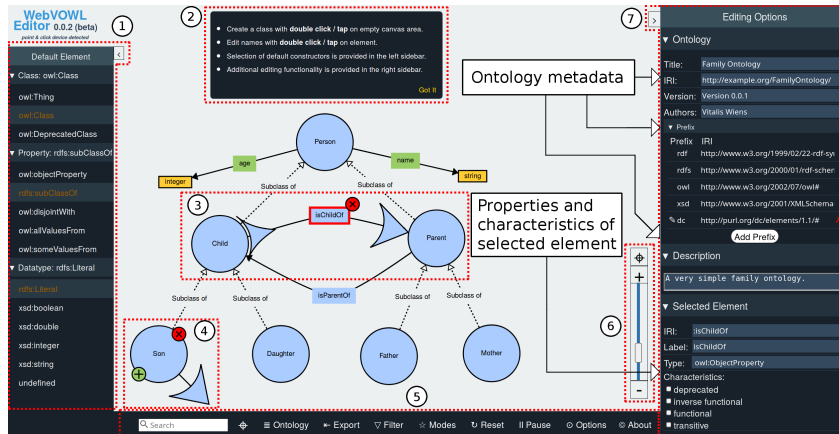 WebVOWL
Editor 0.0.2 (beta)
point & click device detected
1
Default Element
<
▼ Class: owl:Class
owl:Thing
owl:Class
owl:DeprecatedClass
▼ Property: rdfs:subClassOf
owl:objectProperty
rdfs:subClassOf
owl:disjointWith
owl:allValuesFrom
owl:someValuesFrom
▼ Datatype: rdfs:Literal
rdfs:Literal
xsd:boolean
xsd:double
xsd:integer
xsd:string
undefined
2
Create a class with double click / tap on empty canvas area.
Edit names with double click / tap on element.
Selection of default constructors is provided in the left sidebar.
Additional editing functionality is provided in the right sidebar.
Got It
Person
age
name
integer
string
Subclass of
Subclass of
3
isChildOf
Child
Parent
isParentOf
Subclass of
Subclass of
Subclass of
Subclass of
4
Son
Daughter
Father
Mother
5
6
+
-
Search
Ontology
Export
Filter
Modes
Reset
Pause
Options
© About
Ontology metadata
Properties and
characteristics of
selected element
7
>
Editing Options
▼ Ontology
Title: Family Ontology
IRI: http://example.org/FamilyOntology/
Version: Version 0.0.1
Authors: Vitalis Wiens
▼ Prefix
Prefix IRI
rdf http://www.w3.org/1999/02/22-rdf-syn
rdfs http://www.w3.org/2000/01/rdf-schem
owl http://www.w3.org/2002/07/owl#
xsd http://www.w3.org/2001/XMLSchema
dc http://purl.org/dc/elements/1.1/#
Add Prefix
▼ Description
A very simple family ontology.
▼ Selected Element
IRI: :isChildOf
Label: isChildOf
Type: owl:ObjectProperty
Characteristics:
deprecated
inverse functional
functional
transitive